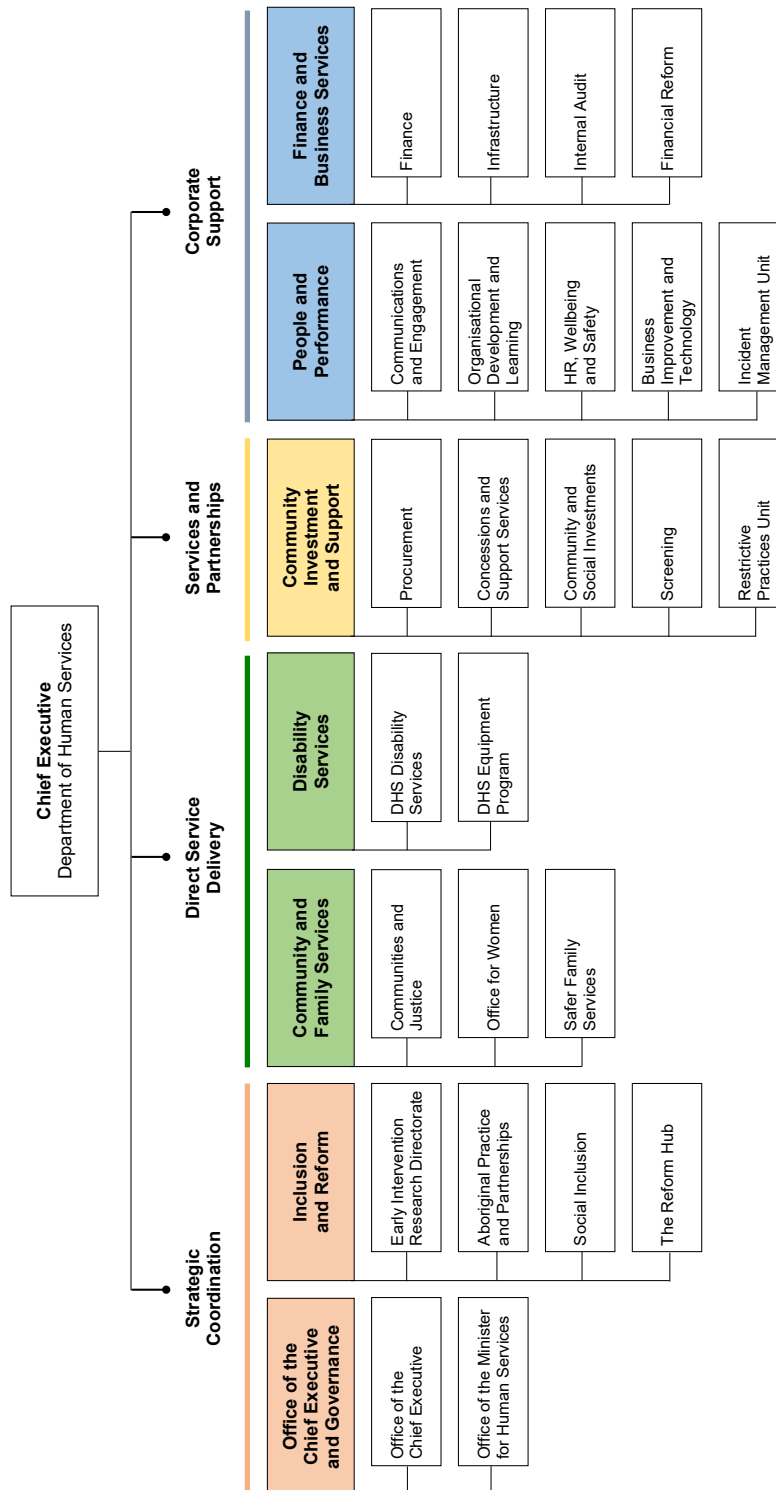 Chief Executive
Department of Human Services
Strategic
Coordination
Direct Service
Delivery
Services and
Partnerships
Corporate
Support
Office of the
Chief Executive
and Governance
Office of the
Chief Executive
Office of the Minister
for Human Services
Inclusion
and Reform
Early Intervention
Research Directorate
Aboriginal Practice
and Partnerships
Social Inclusion
The Reform Hub
Community and
Family Services
Communities and
Justice
Office for Women
Safer Family
Services
Disability
Services
DHS Disability
Services
DHS Equipment
Program
Community
Investment
and Support
Procurement
Concessions and
Support Services
Community and
Social Investments
Screening
Restrictive
Practices Unit
People and
Performance
Communications
and Engagement
Organisational
Development and
Learning
HR, Wellbeing
and Safety
Business
Improvement and
Technology
Incident
Management Unit
Finance and
Business Services
Finance
Infrastructure
Internal Audit
Financial Reform